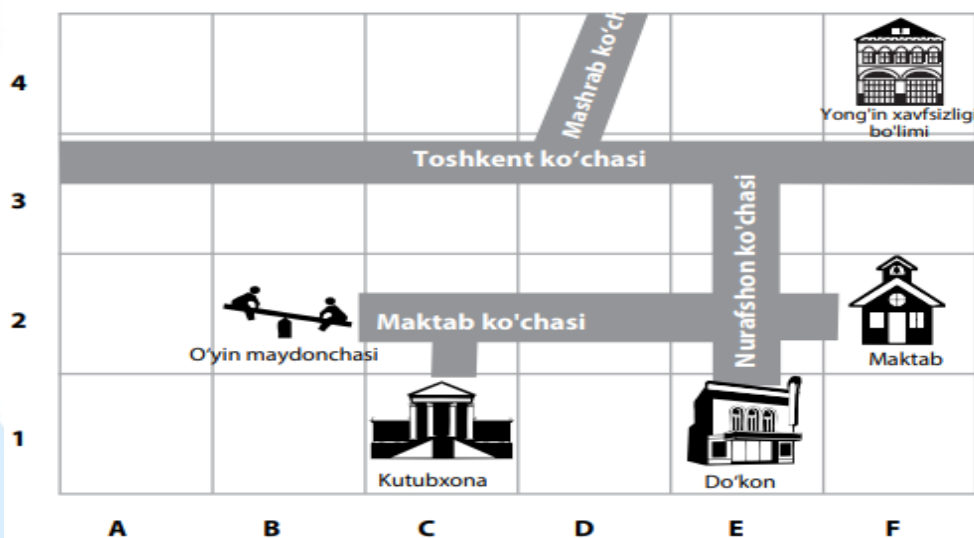 4
Mashrab ko'ch
Yong'in xavfsizligi
bo'limi
Toshkent ko‘chasi
3
Nurafshon ko'chasi
2
Maktab ko'chasi
O‘yin maydonchasi
Maktab
1
Kutubxona
Do‘kon
A B C D E F